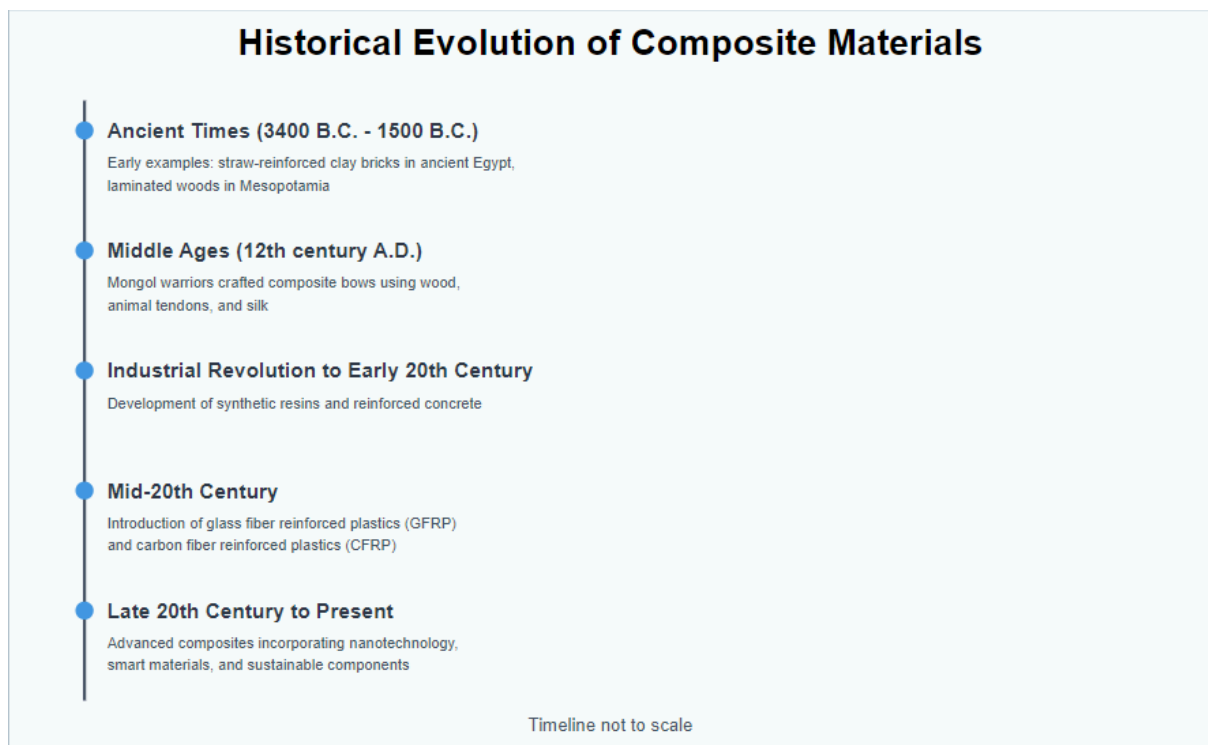 Historical Evolution of Composite Materials
Ancient Times (3400 B.C. - 1500 B.C.)
Early examples: straw-reinforced clay bricks in ancient Egypt,
laminated woods in Mesopotamia
Middle Ages (12th century A.D.)
Mongol warriors crafted composite bows using wood,
animal tendons, and silk
Industrial Revolution to Early 20th Century
Development of synthetic resins and reinforced concrete
Mid-20th Century
Introduction of glass fiber reinforced plastics (GFRP)
and carbon fiber reinforced plastics (CFRP)
Late 20th Century to Present
Advanced composites incorporating nanotechnology,
smart materials, and sustainable components
Timeline not to scale